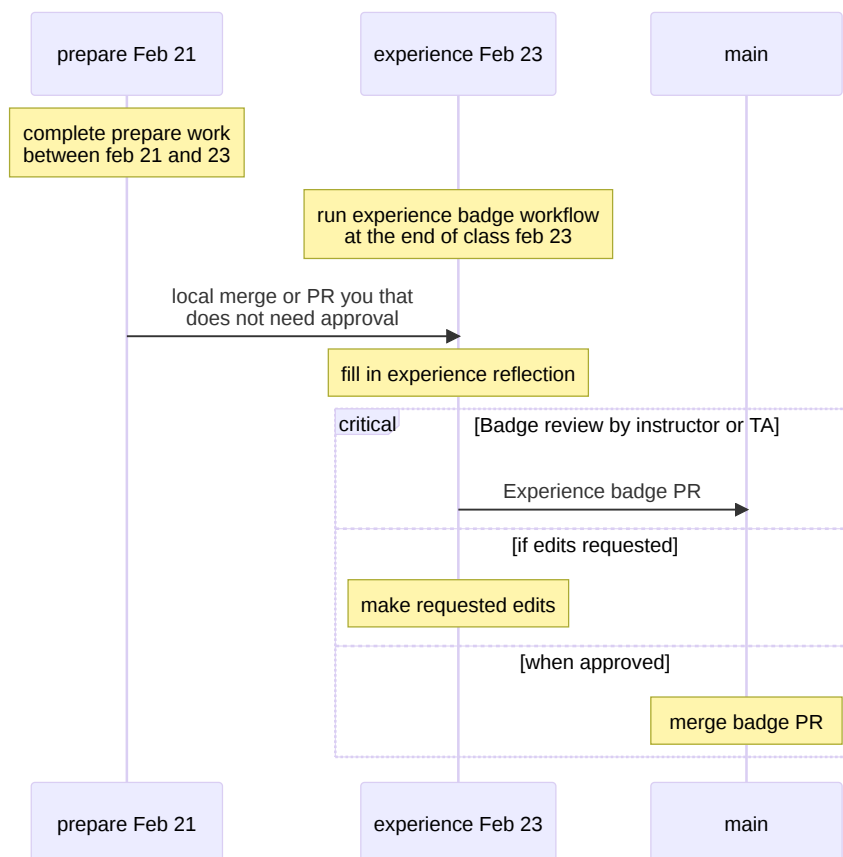 prepare Feb 21
experience Feb 23
main
complete prepare work
between feb 21 and 23
run experience badge workflow
at the end of class feb 23
local merge or PR you that
does not need approval
fill in experience reflection
critical
[Badge review by instructor or TA]
Experience badge PR
[if edits requested]
make requested edits
[when approved]
merge badge PR
prepare Feb 21
experience Feb 23
main